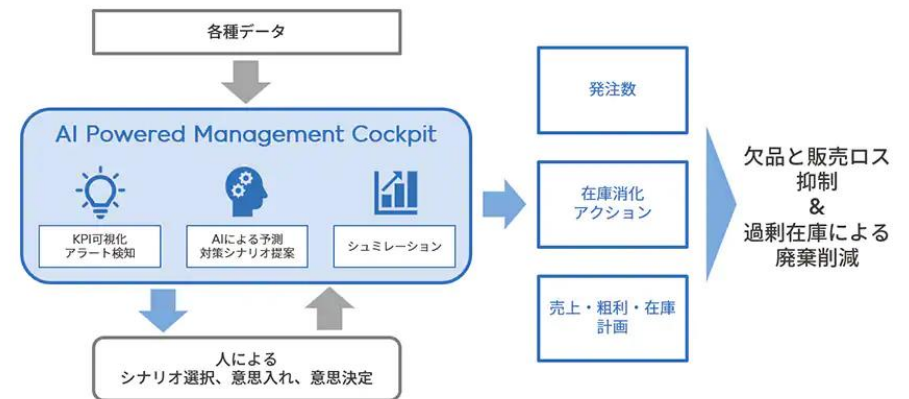 各種データ
AI Powered Management Cockpit
KPI可視化
アラート検知
AIによる予測
対策シナリオ提案
シュミレーション
人による
シナリオ選択、意思入れ、意思決定
発注数
在庫消化
アクション
売上・粗利・在庫
計画
欠品と販売ロス
抑制
&
過剰在庫による
廃棄削減